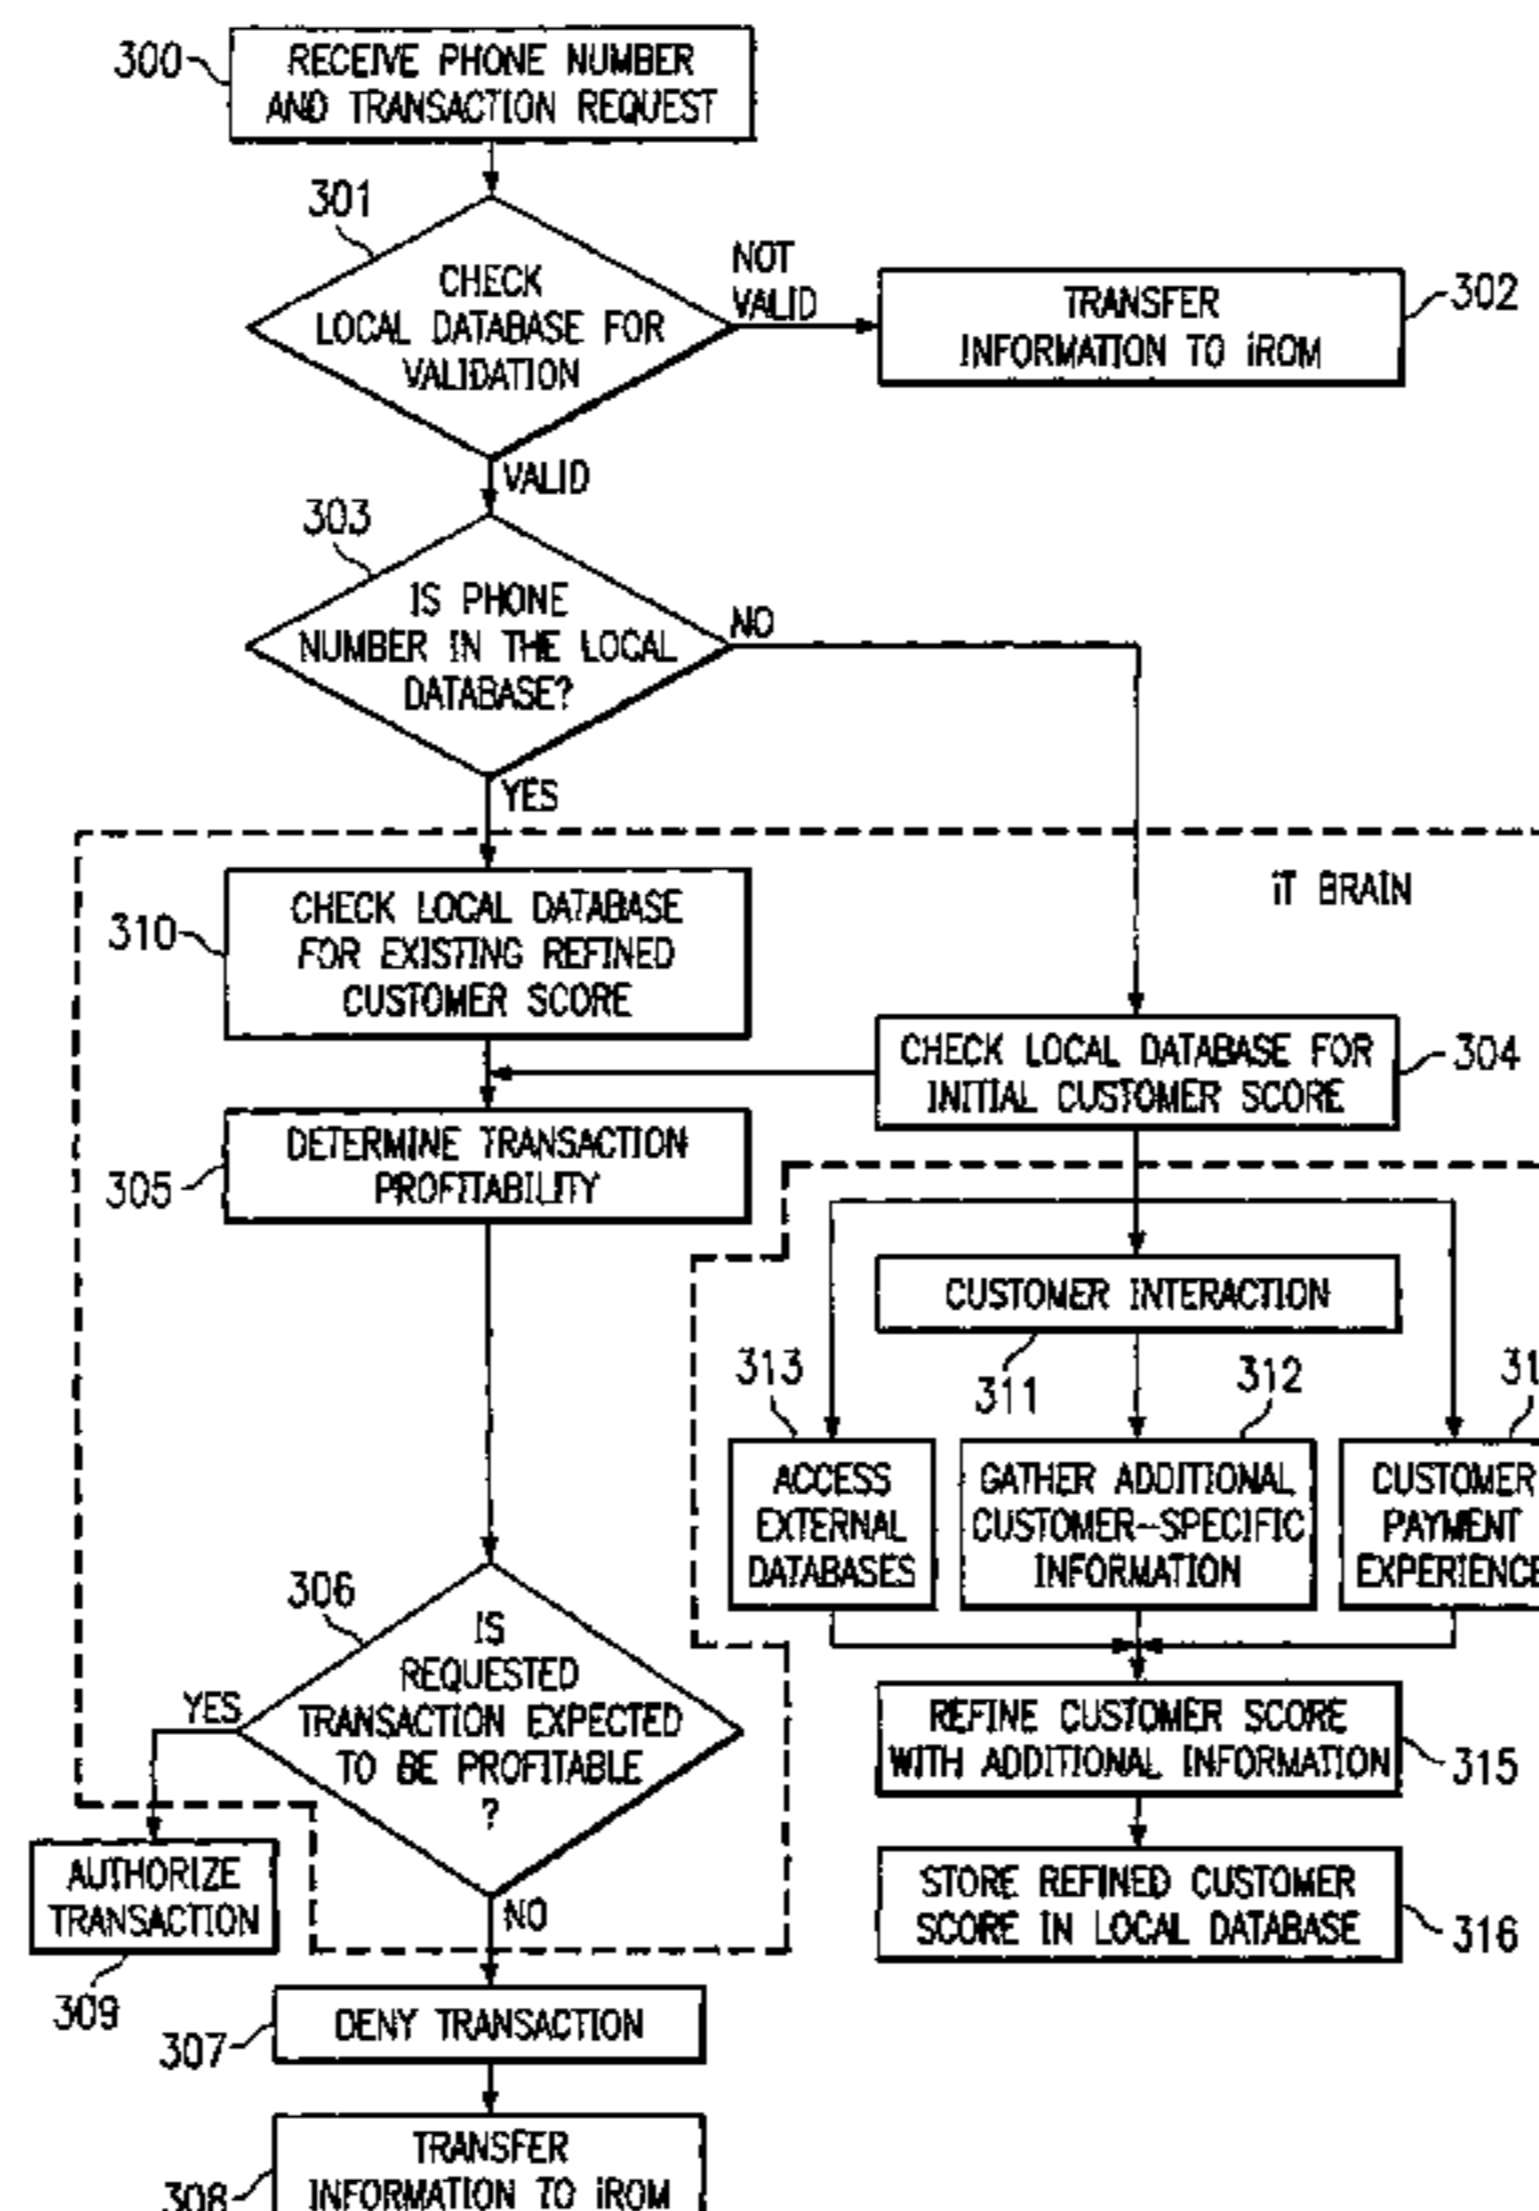 300
RECEIVE PHONE NUMBER
AND TRANSACTION REQUEST
301
CHECK
LOCAL DATABASE FOR
VALIDATION
NOT
VALID
TRANSFER
INFORMATION TO iROM
302
VALID
303
IS PHONE
NUMBER IN THE LOCAL
DATABASE?
NO
YES
iT BRAIN
310
CHECK LOCAL DATABASE
FOR EXISTING REFINED
CUSTOMER SCORE
CHECK LOCAL DATABASE FOR
INITIAL CUSTOMER SCORE
304
305
DETERMINE TRANSACTION
PROFITABILITY
CUSTOMER INTERACTION
311
313
ACCESS
EXTERNAL
DATABASES
312
GATHER ADDITIONAL
CUSTOMER-SPECIFIC
INFORMATION
CUSTOMER
PAYMENT
EXPERIENCE
306
IS
REQUESTED
TRANSACTION EXPECTED
TO BE PROFITABLE
?
YES
REFINE CUSTOMER SCORE
WITH ADDITIONAL INFORMATION
315
AUTHORIZE
TRANSACTION
309
NO
STORE REFINED CUSTOMER
SCORE IN LOCAL DATABASE
316
DENY TRANSACTION
307
TRANSFER
INFORMATION TO iROM
308